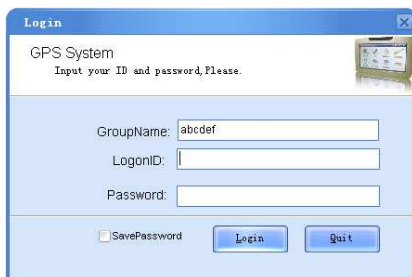 Login
GPS System
Input your ID and password,Please.
GroupName: abcdef
LogonID:
Password:
SavePassword
Login Quit